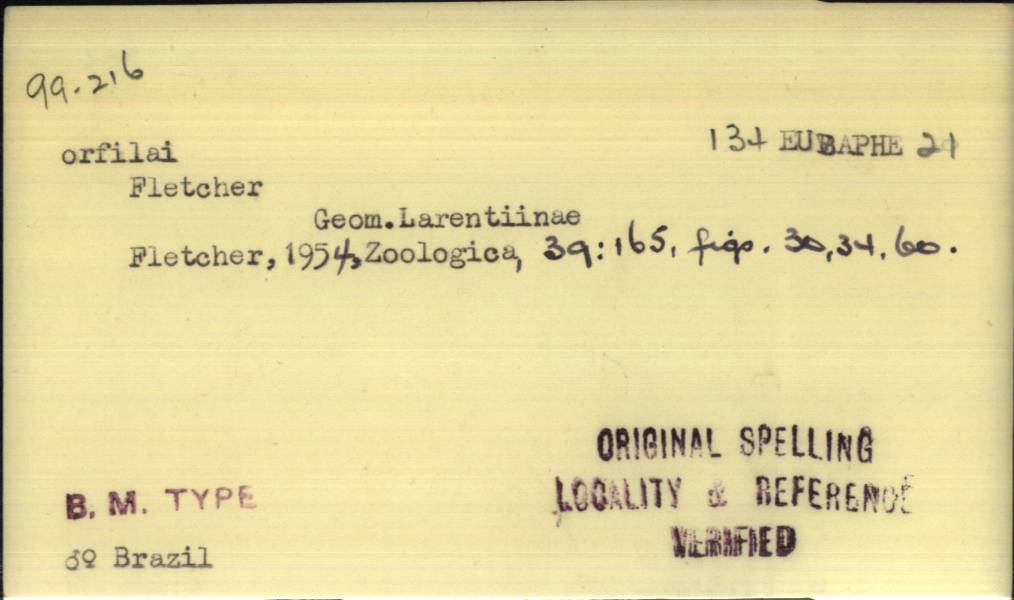 99.216
orfilai 134 EUBAPHE 21
Fletcher
Geom.Larentiinae
Fletcher, 1954, Zoologica, 39:165, figs. 30,34,60.
ORIGINAL SPELLING
LOCALITY & REFERENCE
VERIFIED
B. M. TYPE
♂♀ Brazil